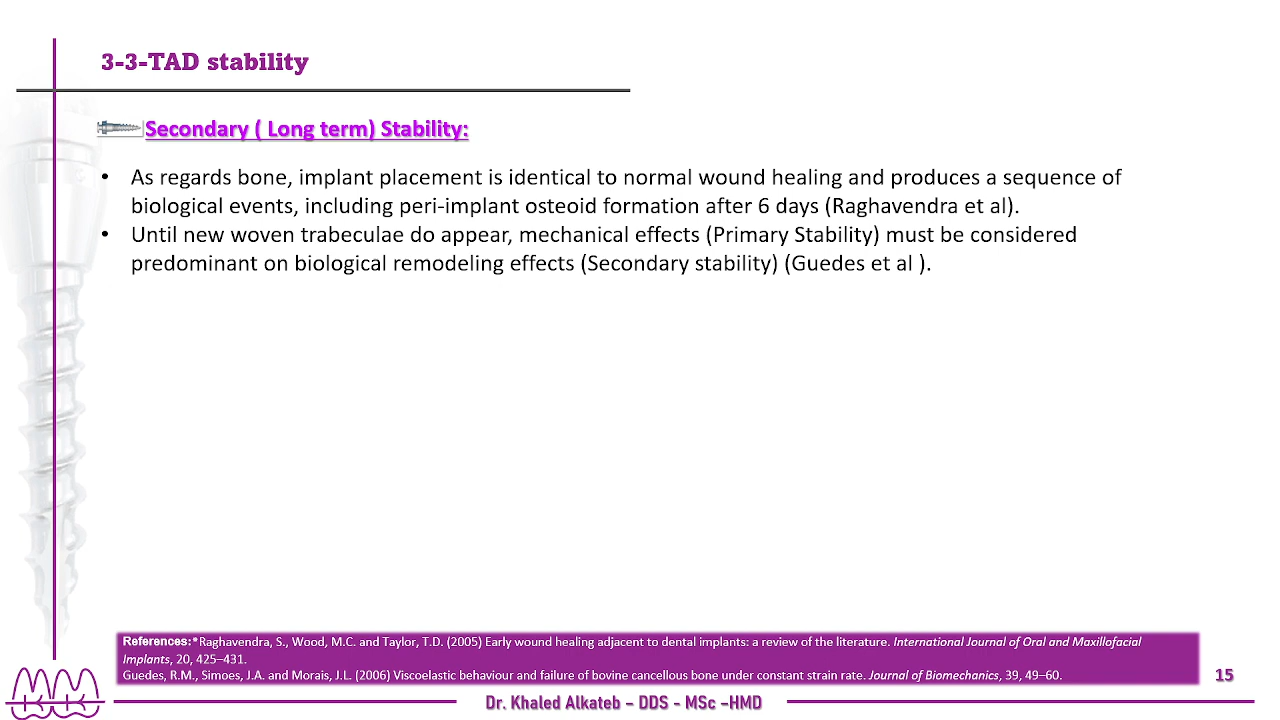 3-3-TAD stability
Secondary ( Long term) Stability:
• As regards bone, implant placement is identical to normal wound healing and produces a sequence of
biological events, including peri-implant osteoid formation after 6 days (Raghavendra et al).
• Until new woven trabeculae do appear, mechanical effects (Primary Stability) must be considered
predominant on biological remodeling effects (Secondary stability) (Guedes et al ).
References:*Raghavendra, S., Wood, M.C. and Taylor, T.D. (2005) Early wound healing adjacent to dental implants: a review of the literature. International Journal of Oral and Maxillofacial
Implants, 20, 425–431.
Guedes, R.M., Simoes, J.A. and Morais, J.L. (2006) Viscoelastic behaviour and failure of bovine cancellous bone under constant strain rate. Journal of Biomechanics, 39, 49–60.
15
Dr. Khaled Alkateb – DDS - MSc –HMD